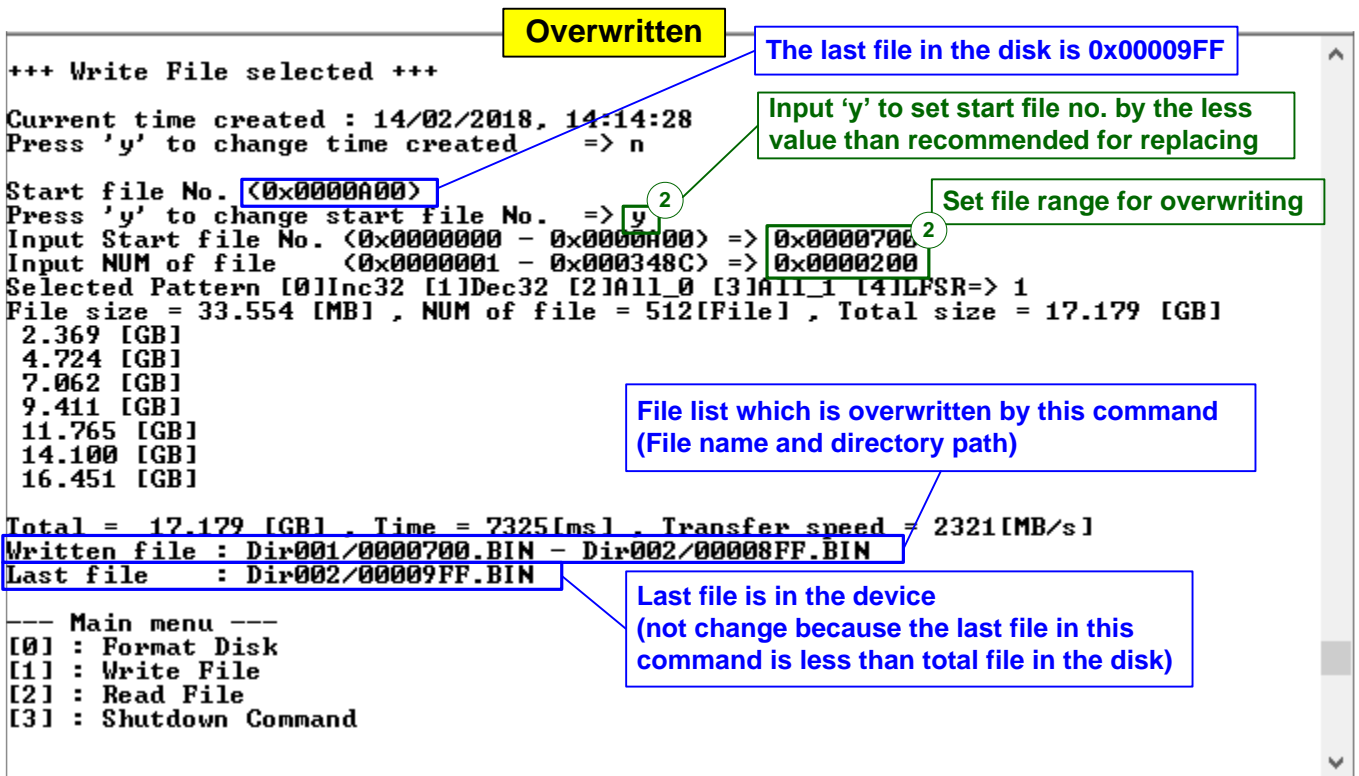 Overwritten
The last file in the disk is 0x00009FF
+++ Write File selected +++
Current time created : 14/02/2018, 14:14:28
Press 'y' to change time created    => n
Input ‘y’ to set start file no. by the less
value than recommended for replacing
Start file No. (0x0000A00)
Press 'y' to change start file No.  => y
2
Set file range for overwriting
Input Start file No. (0x0000000 - 0x0000A00) => 0x0000700
2
Input NUM of file    (0x0000001 - 0x000348C) => 0x0000200
Selected Pattern [0]Inc32 [1]Dec32 [2]All_0 [3]All_1 [4]LFSR=> 1
File size = 33.554 [MB] , NUM of file = 512[File] , Total size = 17.179 [GB]
2.369 [GB]
4.724 [GB]
7.062 [GB]
9.411 [GB]
11.765 [GB]
14.100 [GB]
16.451 [GB]
File list which is overwritten by this command
(File name and directory path)
Total =  17.179 [GB] , Time = 7325[ms] , Transfer speed = 2321[MB/s]
Written file : Dir001/0000700.BIN - Dir002/00008FF.BIN
Last file    : Dir002/00009FF.BIN
Last file is in the device
(not change because the last file in this
command is less than total file in the disk)
--- Main menu ---
[0] : Format Disk
[1] : Write File
[2] : Read File
[3] : Shutdown Command